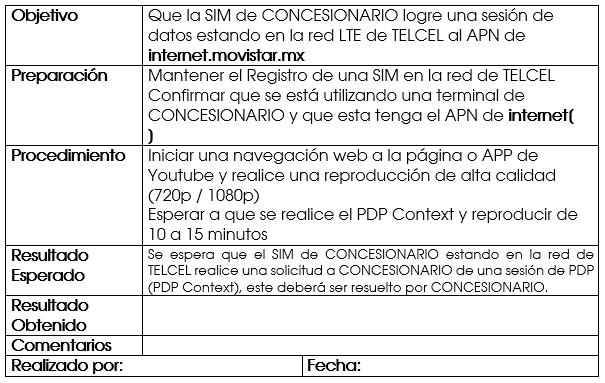 Objetivo
Que la SIM de CONCESIONARIO logre una sesión de
datos estando en la red LTE de TELCEL al APN de
internet.movistar.mx
Preparación
Mantener el Registro de una SIM en la red de TELCEL
Confirmar que se está utilizando una terminal de
CONCESIONARIO y que esta tenga el APN de internet(
)
Procedimiento
Iniciar una navegación web a la página o APP de
Youtube y realice una reproducción de alta calidad
(720p / 1080p)
Esperar a que se realice el PDP Context y reproducir de
10 a 15 minutos
Resultado
Esperado
Se espera que el SIM de CONCESIONARIO estando en la red de
TELCEL realice una solicitud a CONCESIONARIO de una sesión de PDP
(PDP Context), este deberá ser resuelto por CONCESIONARIO.
Resultado
Obtenido
Comentarios
Realizado por:
Fecha: